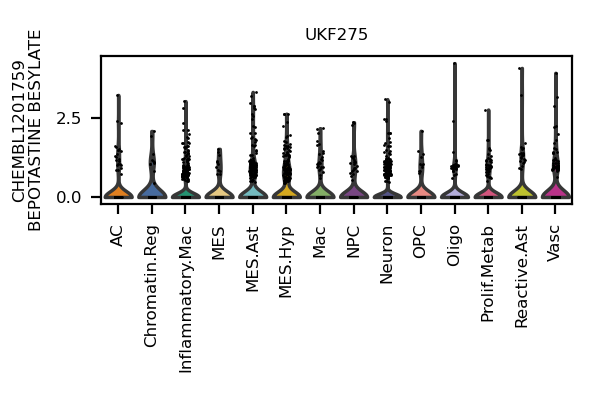 UKF275
CHEMBL1201759
BEPOTASTINE BESYLATE
2.5
0.0
AC
Chromatin.Reg
Inflammatory.Mac
MES
MES.Ast
MES.Hyp
Mac
NPC
Neuron
OPC
Oligo
Prolif.Metab
Reactive.Ast
Vasc